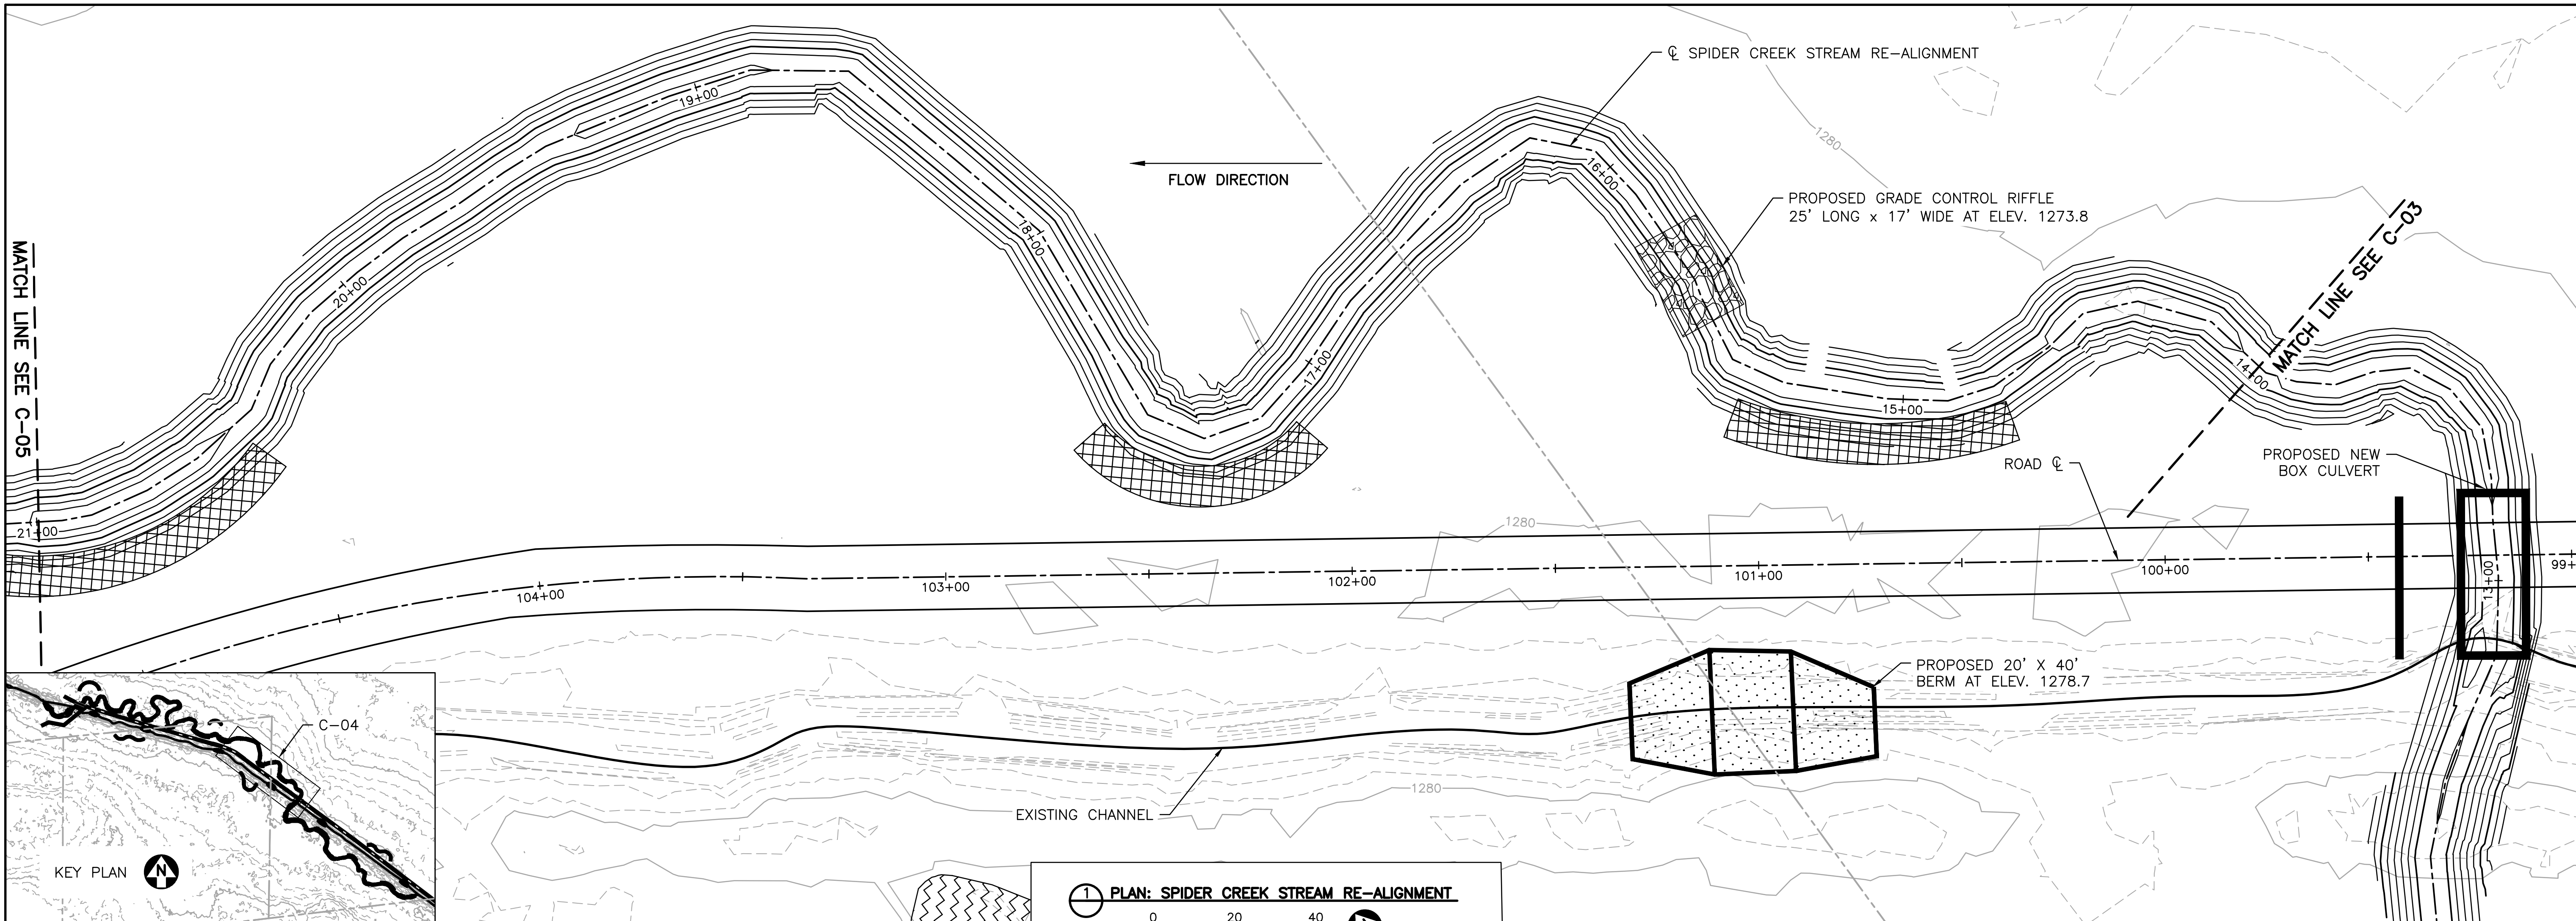 ℄ SPIDER CREEK STREAM RE-ALIGNMENT
19+00
1280
FLOW DIRECTION
16+00
PROPOSED GRADE CONTROL RIFFLE
25' LONG x 17' WIDE AT ELEV. 1273.8
MATCH LINE SEE C-03
18+00
MATCH LINE SEE C-05
20+00
17+00
14+00
15+00
ROAD ℄
PROPOSED NEW
BOX CULVERT
21+00
1280
104+00
103+00
102+00
101+00
100+00
99+
13+00
PROPOSED 20' X 40'
BERM AT ELEV. 1278.7
C-04
1280
EXISTING CHANNEL
KEY PLAN
N
1 PLAN: SPIDER CREEK STREAM RE-ALIGNMENT
0 20 40